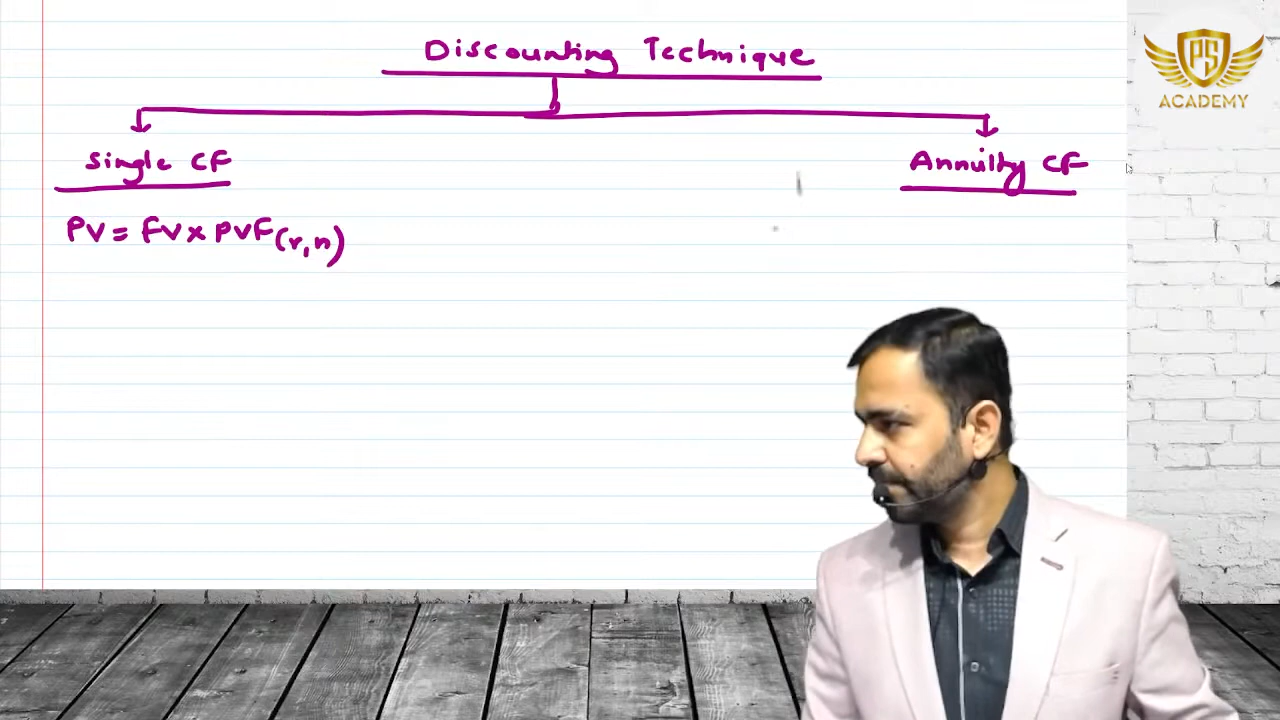 Discounting Technique
PS
ACADEMY
Single CF
Annuity CF
PV = FV x PVF(r,n)